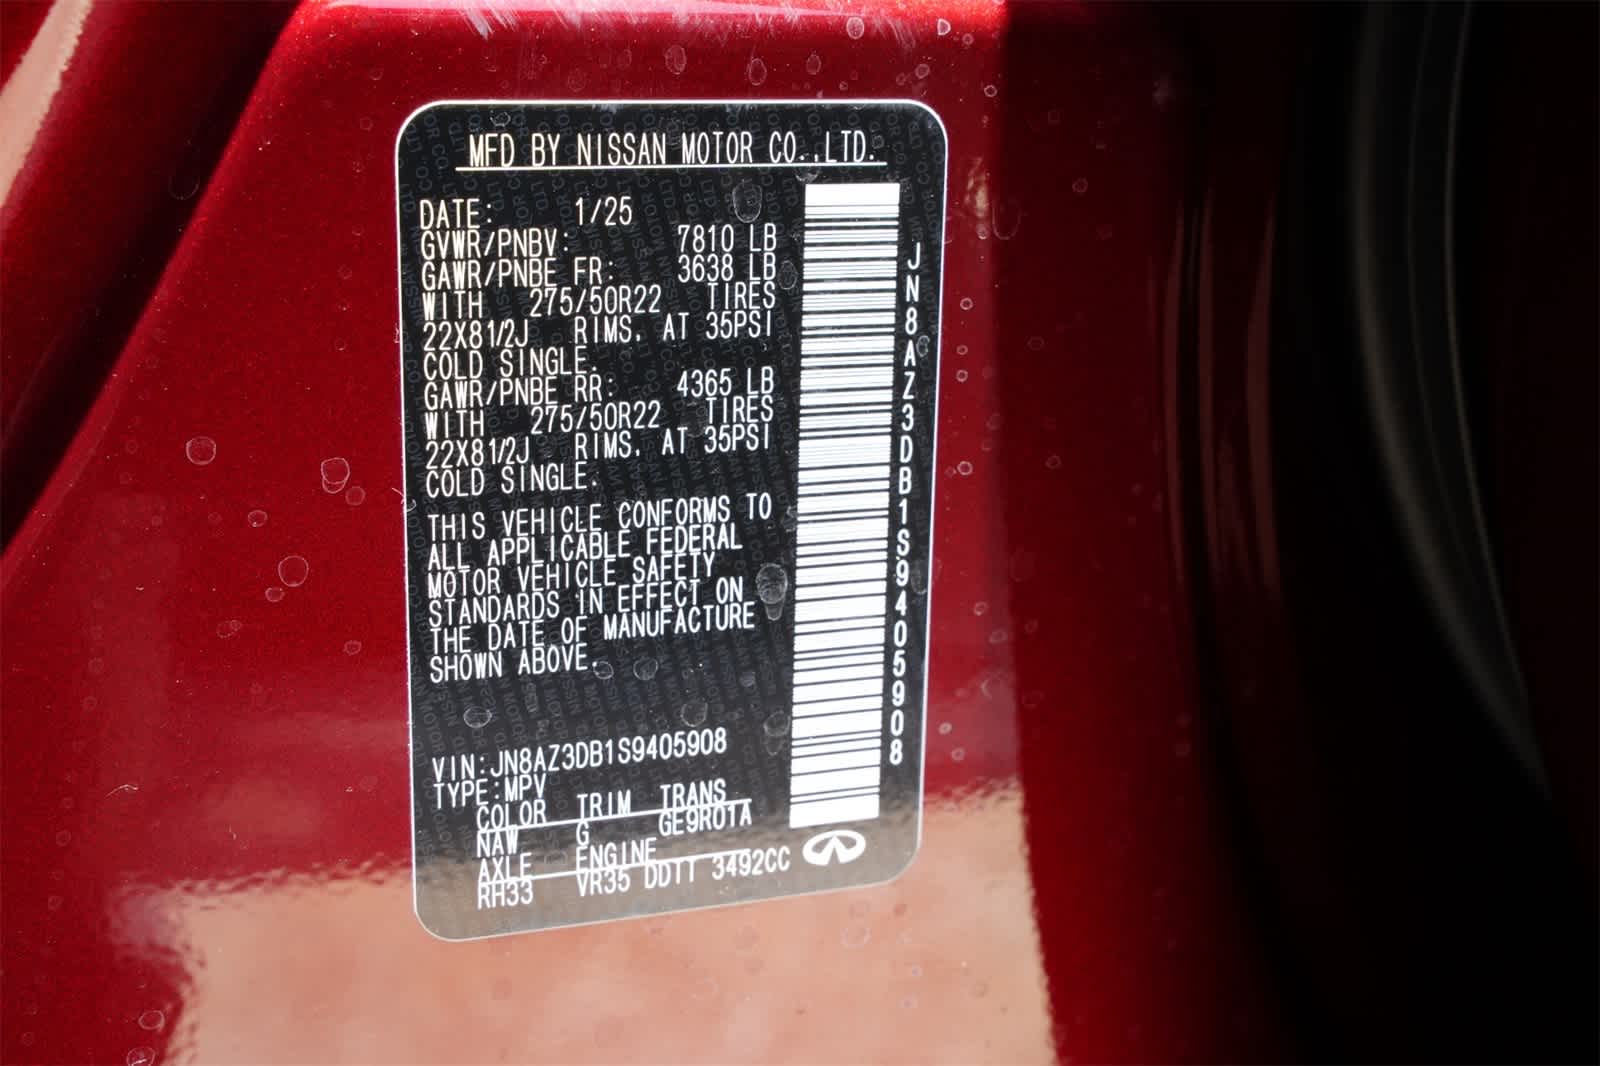 MFD BY NISSAN MOTOR CO.,LTD.
DATE: 1/25
GVWR/PNBV: 7810 LB
GAWR/PNBE FR: 3638 LB
WITH 275/50R22 TIRES
22X81/2J RIMS. AT 35PSI
COLD SINGLE.
GAWR/PNBE RR: 4365 LB
WITH 275/50R22 TIRES
22X81/2J RIMS. AT 35PSI
COLD SINGLE.
THIS VEHICLE CONFORMS TO
ALL APPLICABLE FEDERAL
MOTOR VEHICLE SAFETY
STANDARDS IN EFFECT ON
THE DATE OF MANUFACTURE
SHOWN ABOVE.
VIN:JN8AZ3DB1S9405908
TYPE:MPV
COLOR TRIM TRANS
NAW G GE9R01A
AXLE ENGINE
RH33 VR35 DDTT 3492CC
JN8AZ3DB1S9405908